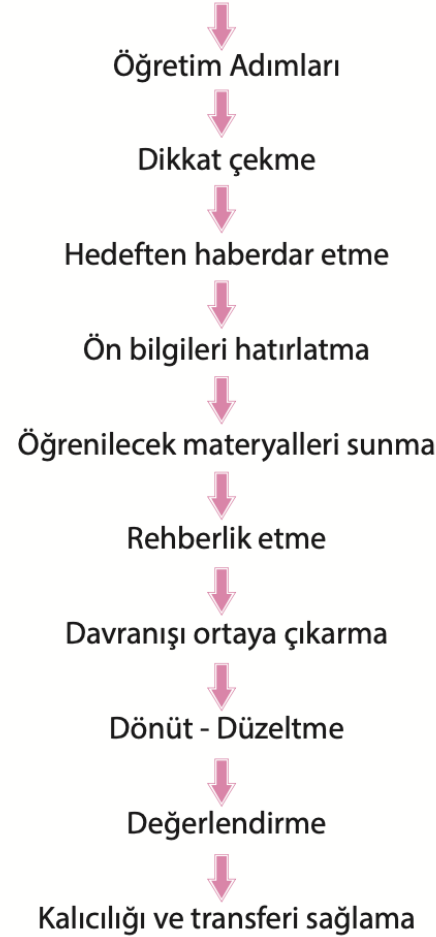 Öğretim Adımları
Dikkat çekme
Hedeften haberdar etme
Ön bilgileri hatırlatma
Öğrenilecek materyalleri sunma
Rehberlik etme
Davranışı ortaya çıkarma
Dönüt - Düzeltme
Değerlendirme
Kalıcılığı ve transferi sağlama